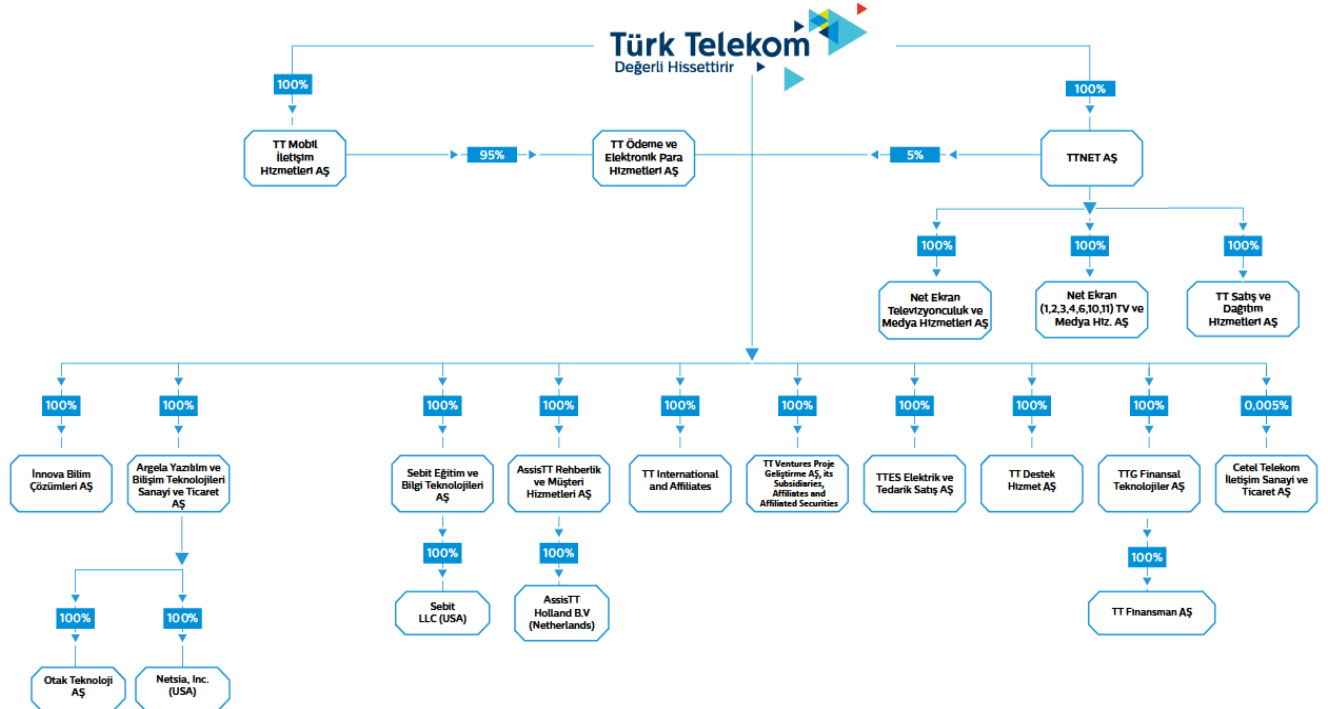 Türk Telekom
Değerli Hissettirir
100%
100%
TT Mobil
İletişim
Hizmetleri AŞ
95%
TT Ödeme ve
Elektronik Para
Hizmetleri AŞ
5%
TTNET AŞ
100%
100%
100%
Net Ekran
Televizyonculuk ve
Medya Hizmetleri AŞ
Net Ekran
(1,2,3,4,6,10,11) TV ve
Medya Hiz. AŞ
TT Satış ve
Dağıtım
Hizmetleri AŞ
100%
100%
100%
100%
100%
100%
100%
100%
100%
0,005%
İnnova Bilim
Çözümleri AŞ
Argela Yazılım ve
Bilişim Teknolojileri
Sanayi ve Ticaret
AŞ
Sebit Eğitim ve
Bilgi Teknolojileri
AŞ
AssisTT Rehberlik
ve Müşteri
Hizmetleri AŞ
TT International
and Affiliates
TT Ventures Proje
Geliştirme AŞ, its
Subsidiaries,
Affiliates and
Affiliated Securities
TTES Elektrik ve
Tedarik Satış AŞ
TT Destek
Hizmet AŞ
TTG Finansal
Teknolojiler AŞ
Cetel Telekom
İletişim Sanayi ve
Ticaret AŞ
100%
100%
100%
Sebit
LLC (USA)
AssisTT
Holland B.V
(Netherlands)
TT Finansman AŞ
100%
100%
Otak Teknoloji
AŞ
Netsia, Inc.
(USA)